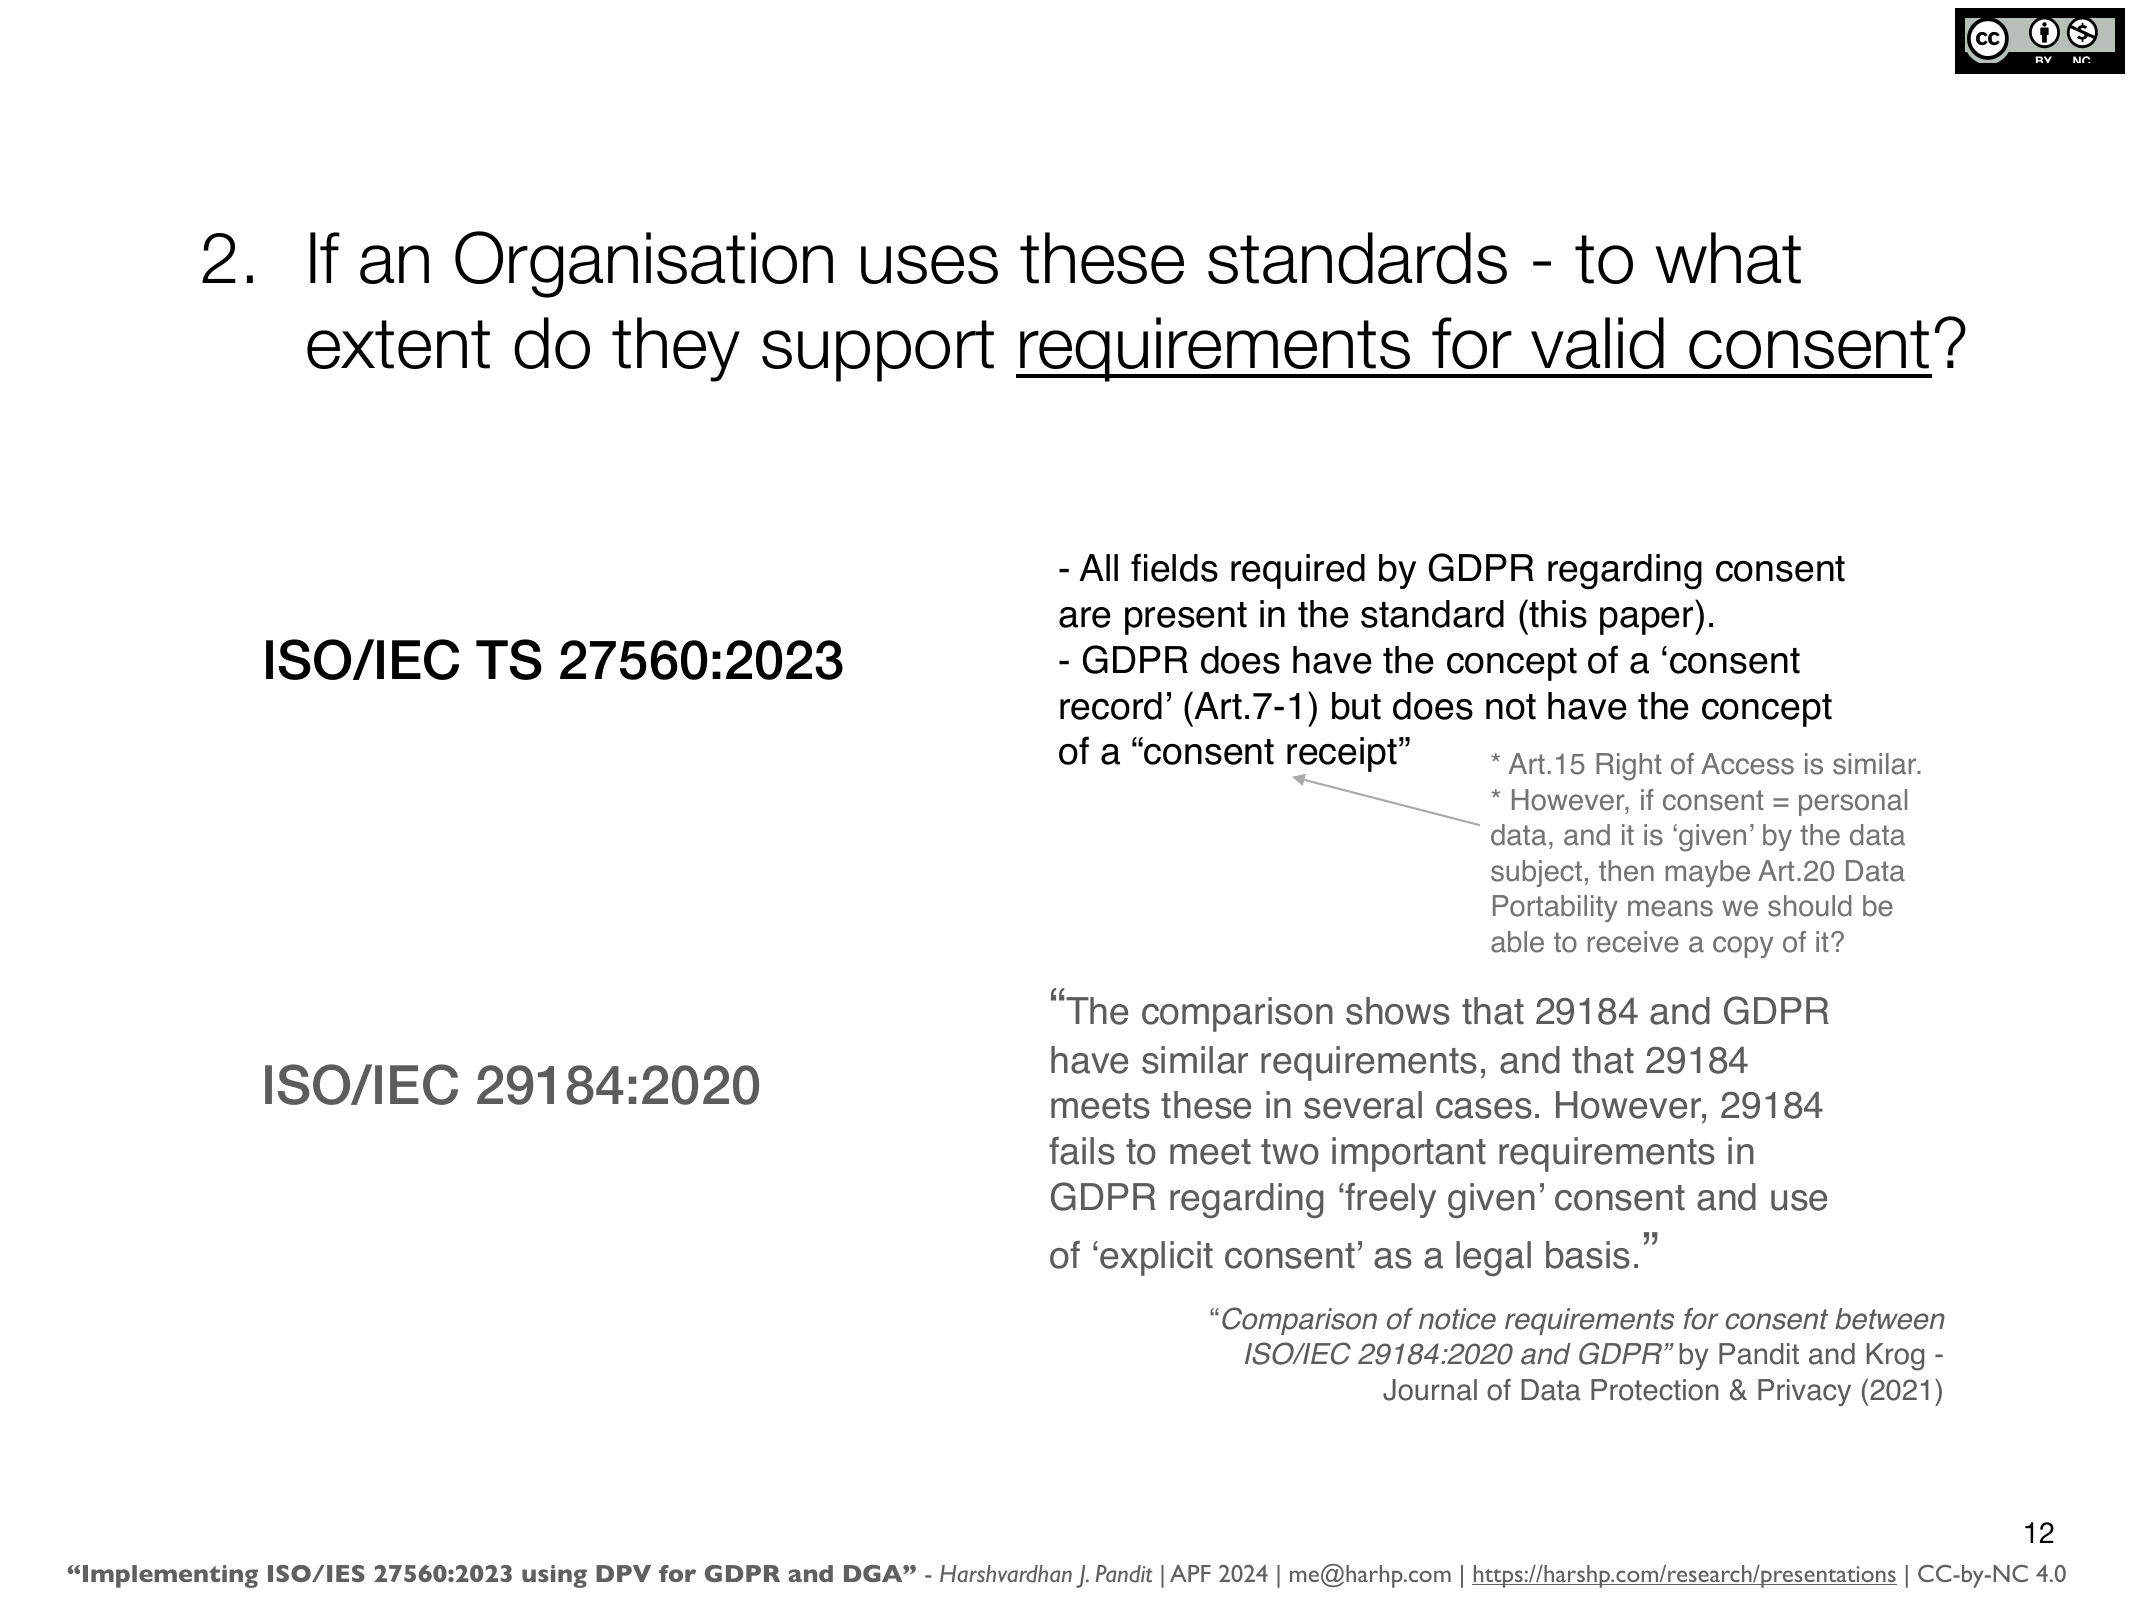 cc
BY NC
2. If an Organisation uses these standards - to what
extent do they support requirements for valid consent?
ISO/IEC TS 27560:2023
- All fields required by GDPR regarding consent
are present in the standard (this paper).
- GDPR does have the concept of a ‘consent
record’ (Art.7-1) but does not have the concept
of a “consent receipt”
* Art.15 Right of Access is similar.
* However, if consent = personal
data, and it is ‘given’ by the data
subject, then maybe Art.20 Data
Portability means we should be
able to receive a copy of it?
ISO/IEC 29184:2020
“The comparison shows that 29184 and GDPR
have similar requirements, and that 29184
meets these in several cases. However, 29184
fails to meet two important requirements in
GDPR regarding ‘freely given’ consent and use
of ‘explicit consent’ as a legal basis.”
“Comparison of notice requirements for consent between
ISO/IEC 29184:2020 and GDPR” by Pandit and Krog -
Journal of Data Protection & Privacy (2021)
12
“Implementing ISO/IES 27560:2023 using DPV for GDPR and DGA” - Harshvardhan J. Pandit | APF 2024 | me@harhp.com | https://harshp.com/research/presentations | CC-by-NC 4.0